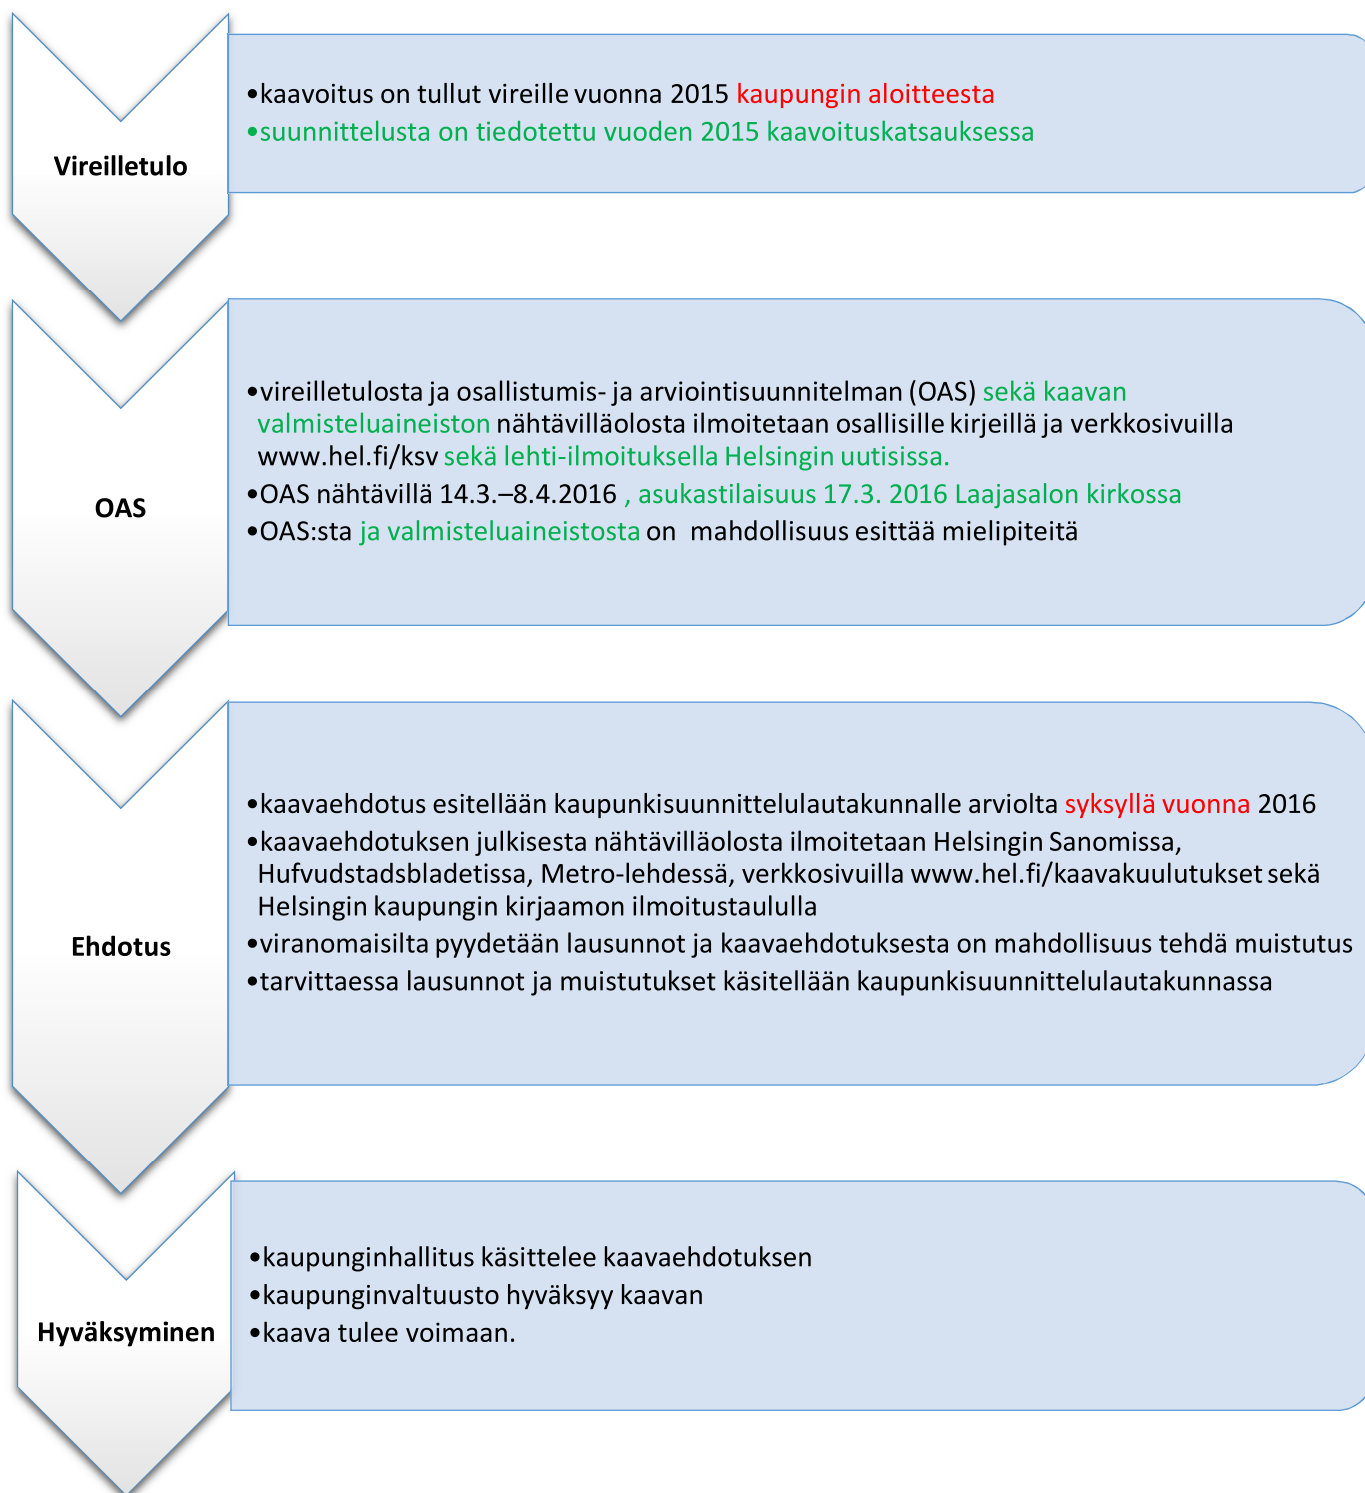 Vireilletulo
•kaavoitus on tullut vireille vuonna 2015 kaupungin aloitteesta
•suunnittelusta on tiedotettu vuoden 2015 kaavoituskatsauksessa
OAS
•vireilletulosta ja osallistumis- ja arviointisuunnitelman (OAS) sekä kaavan
valmisteluaineiston nähtävilläolosta ilmoitetaan osallisille kirjeillä ja verkkosivuilla
www.hel.fi/ksv sekä lehti-ilmoituksella Helsingin uutisissa.
•OAS nähtävillä 14.3.–8.4.2016 , asukastilaisuus 17.3. 2016 Laajasalon kirkossa
•OAS:sta ja valmisteluaineistosta on mahdollisuus esittää mielipiteitä
Ehdotus
•kaavaehdotus esitellään kaupunkisuunnittelulautakunnalle arviolta syksyllä vuonna 2016
•kaavaehdotuksen julkisesta nähtävilläolosta ilmoitetaan Helsingin Sanomissa,
Hufvudstadsbladetissa, Metro-lehdessä, verkkosivuilla www.hel.fi/kaavakuulutukset sekä
Helsingin kaupungin kirjaamon ilmoitustaululla
•viranomaisilta pyydetään lausunnot ja kaavaehdotuksesta on mahdollisuus tehdä muistutus
•tarvittaessa lausunnot ja muistutukset käsitellään kaupunkisuunnittelulautakunnassa
Hyväksyminen
•kaupunginhallitus käsittelee kaavaehdotuksen
•kaupunginvaltuusto hyväksyy kaavan
•kaava tulee voimaan.